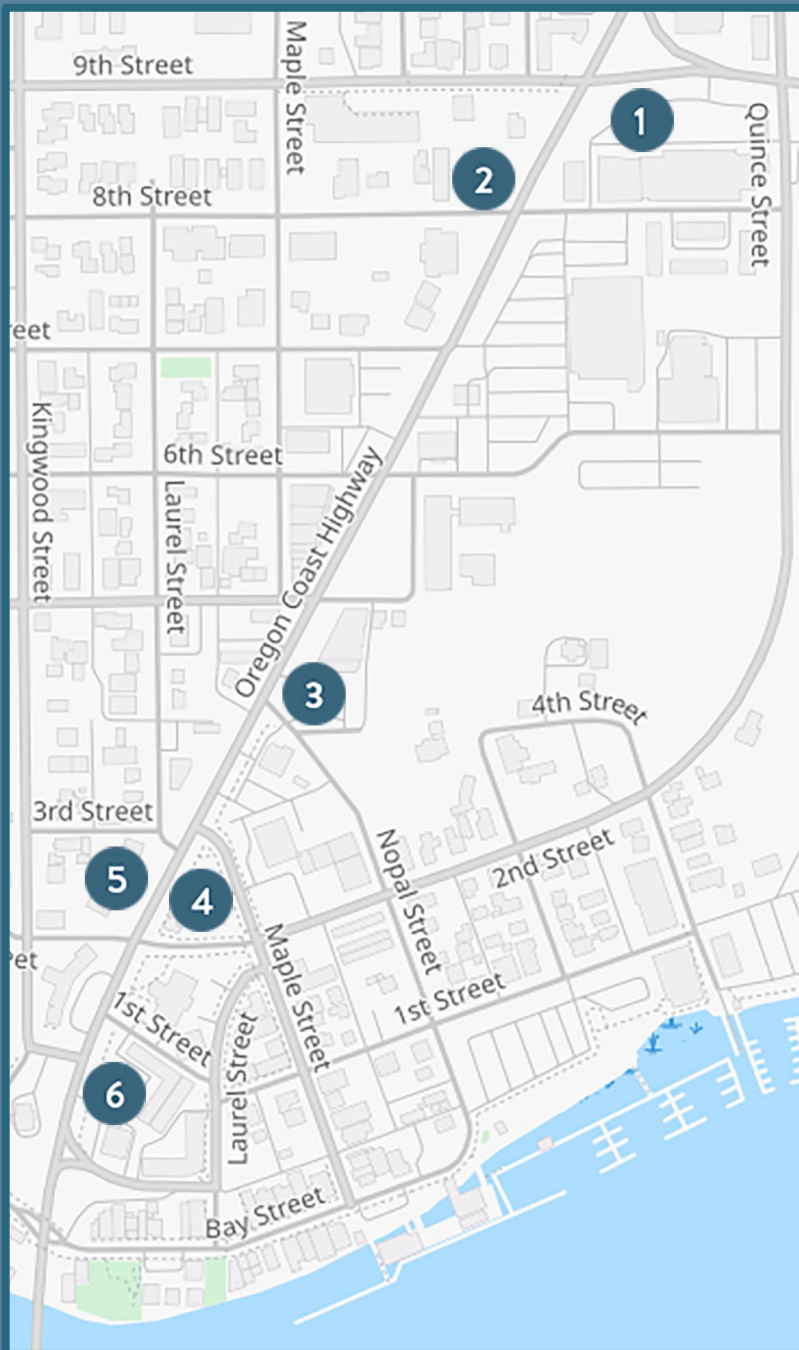 9th Street
Maple Street
1
Quince Street
2
8th Street
eet
Kingwood Street
6th Street
Laurel Street
Oregon Coast Highway
3
4th Street
3rd Street
5
4
2nd Street
Nopal Street
Maple Street
Pet
1st Street
1st Street
Laurel Street
6
Bay Street